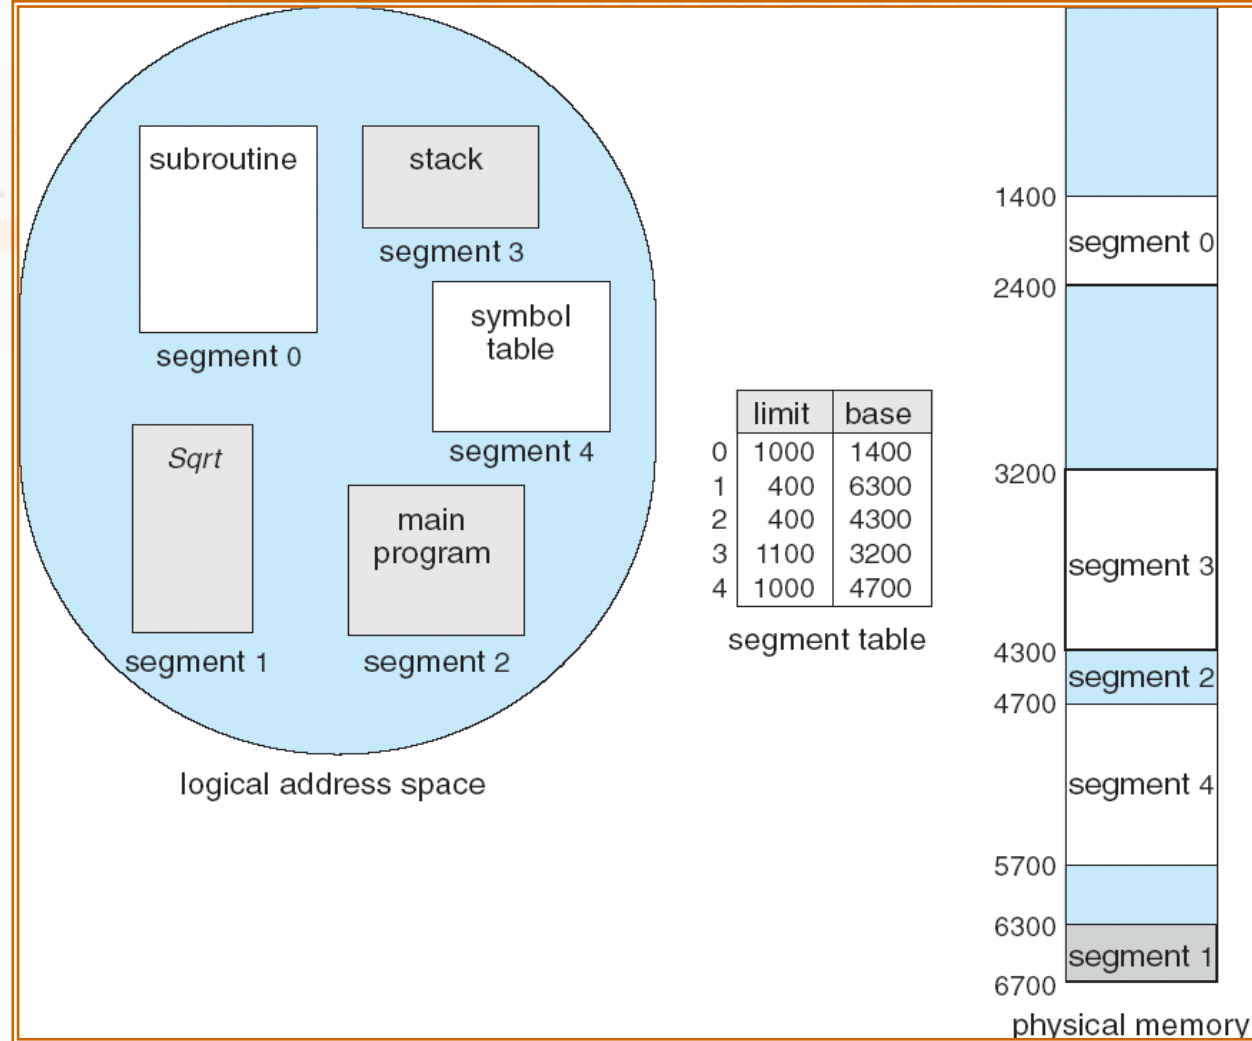 subroutine
segment 0
stack
segment 3
symbol
table
segment 4
Sqrt
segment 1
main
program
segment 2
logical address space
limit base
0 1000 1400
1 400 6300
2 400 4300
3 1100 3200
4 1000 4700
segment table
1400
segment 0
2400
3200
segment 3
4300
segment 2
4700
segment 4
5700
6300
segment 1
6700
physical memory